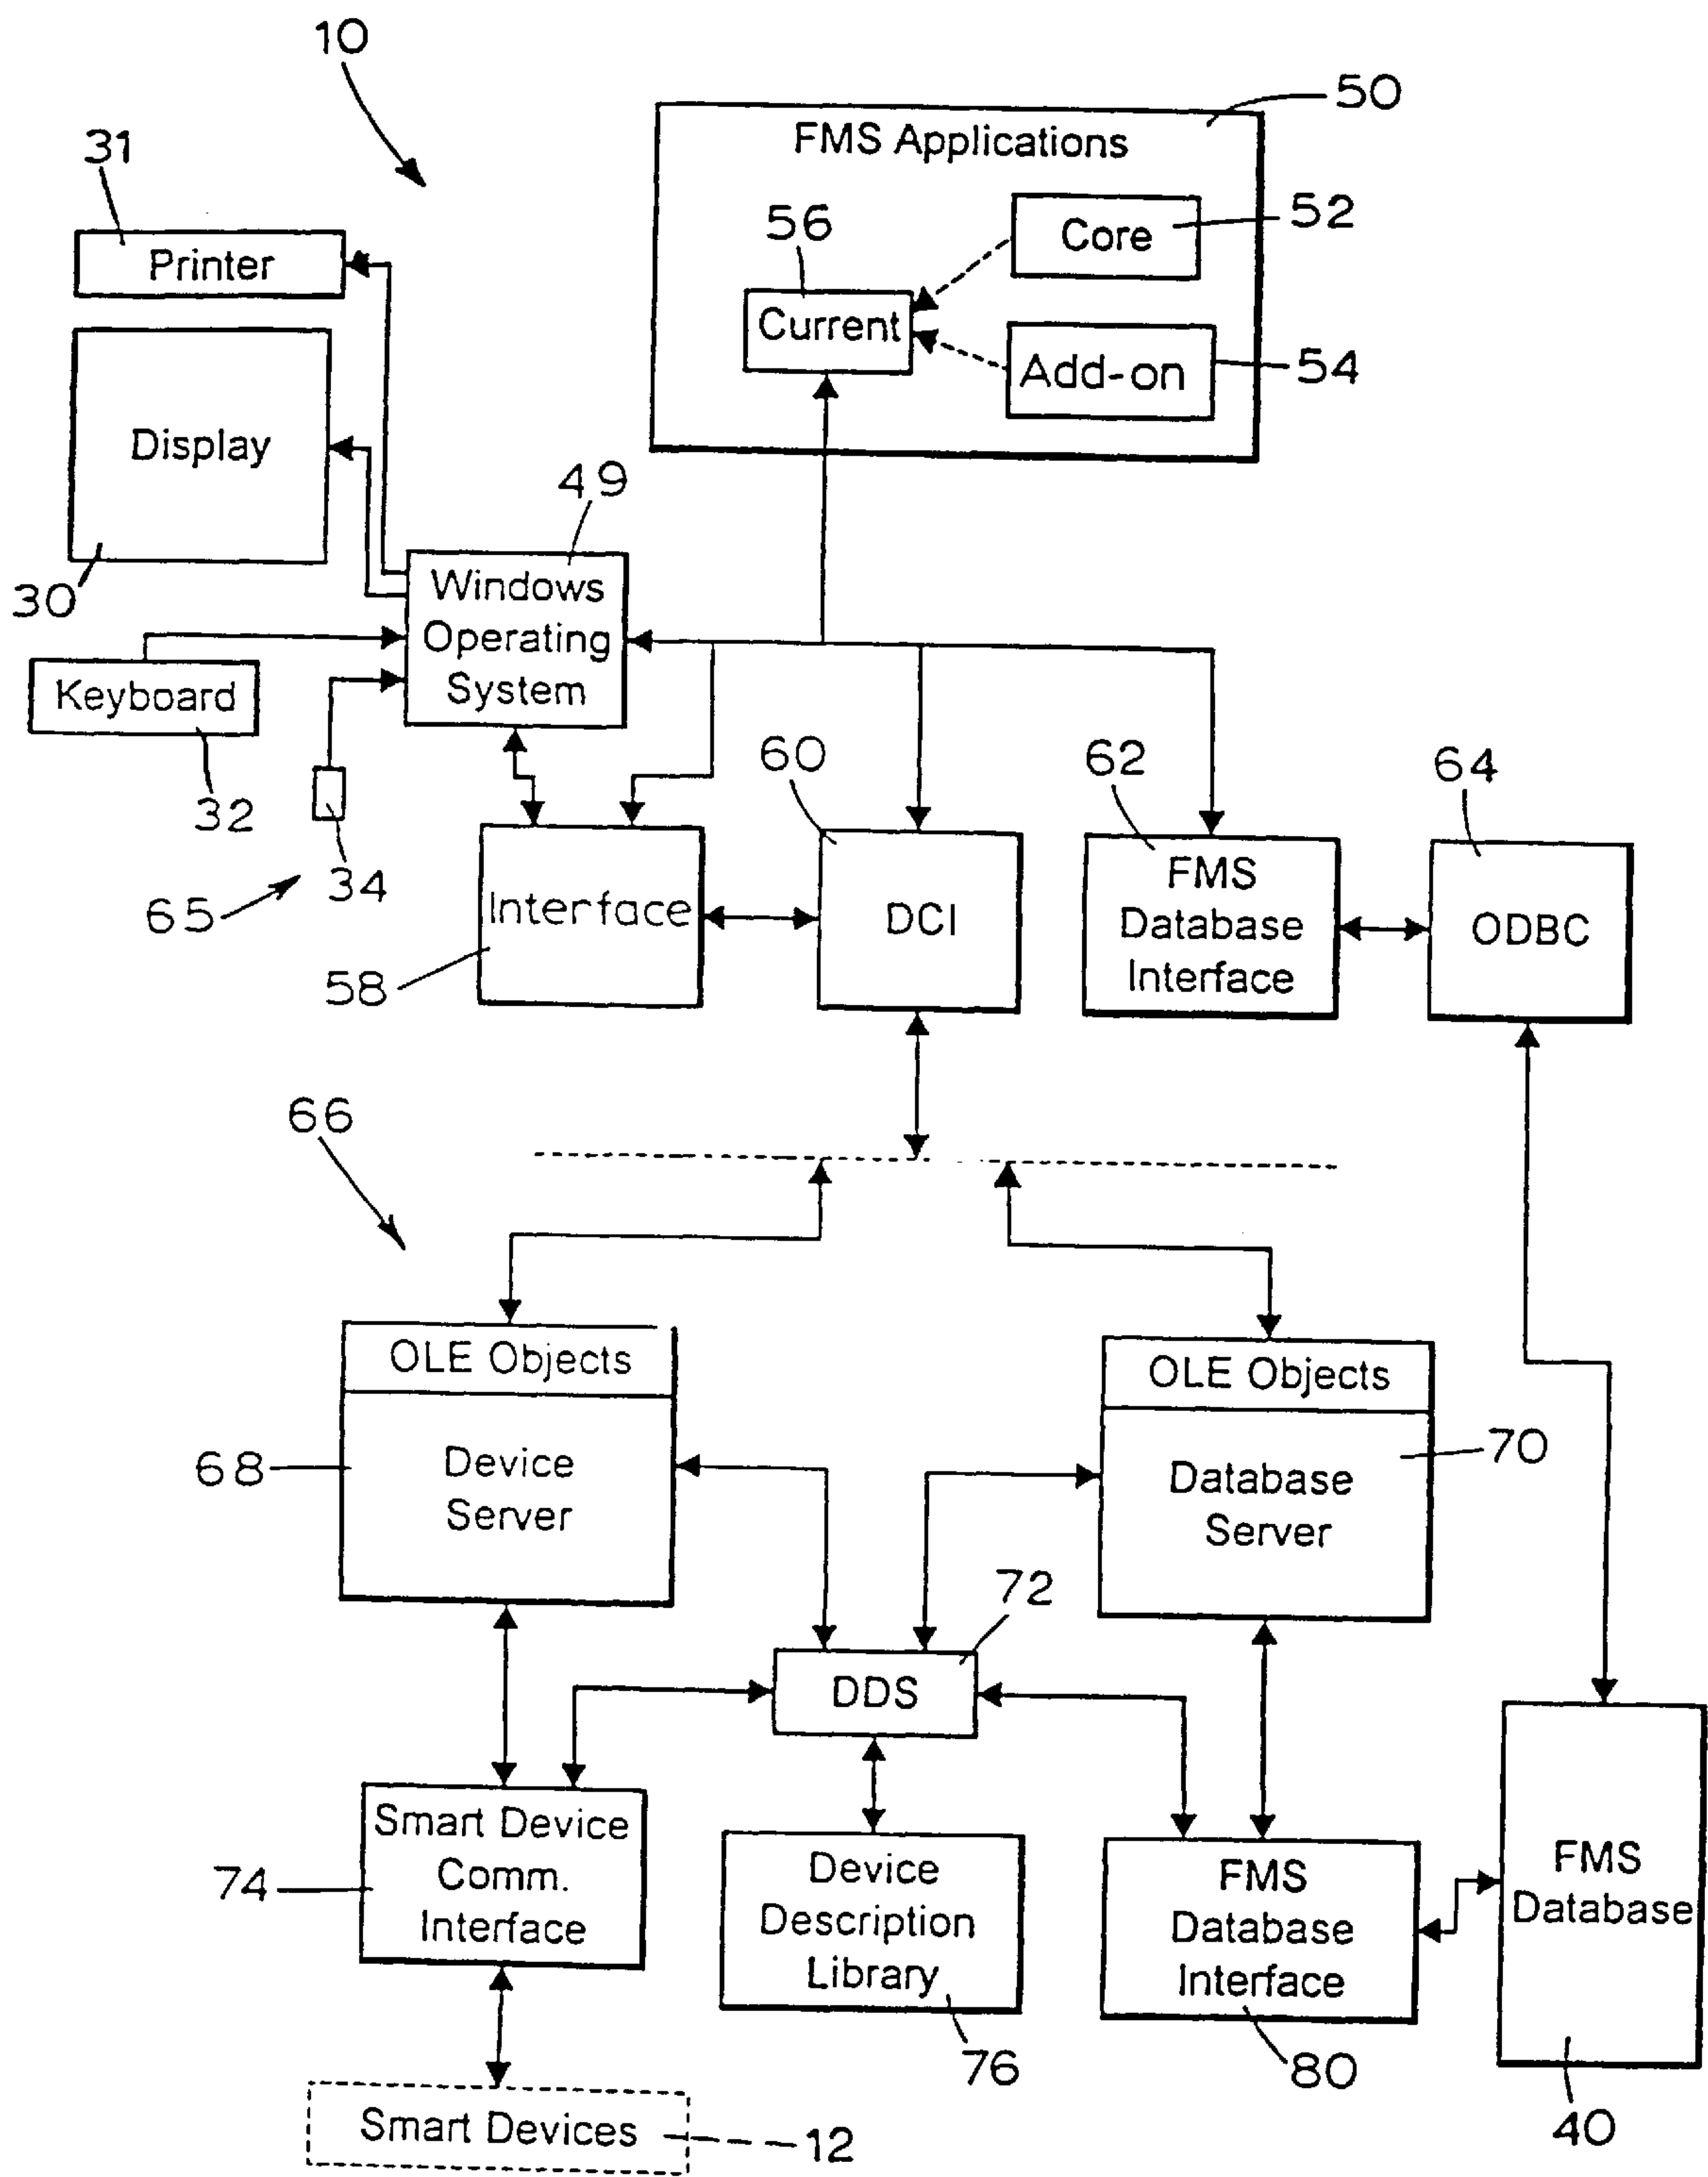 10
50
FMS Applications
31
56
Core
52
Printer
Current
Add-on
54
Display
49
30
Windows
Operating
System
Keyboard
32
34
65
60
62
64
Interface
58
DCI
FMS
Database
Interface
ODBC
66
OLE Objects
Device
Server
68
OLE Objects
Database
Server
70
72
DDS
Smart Device
Comm.
Interface
74
Device
Description
Library
76
FMS
Database
Interface
80
FMS
Database
40
Smart Devices
12